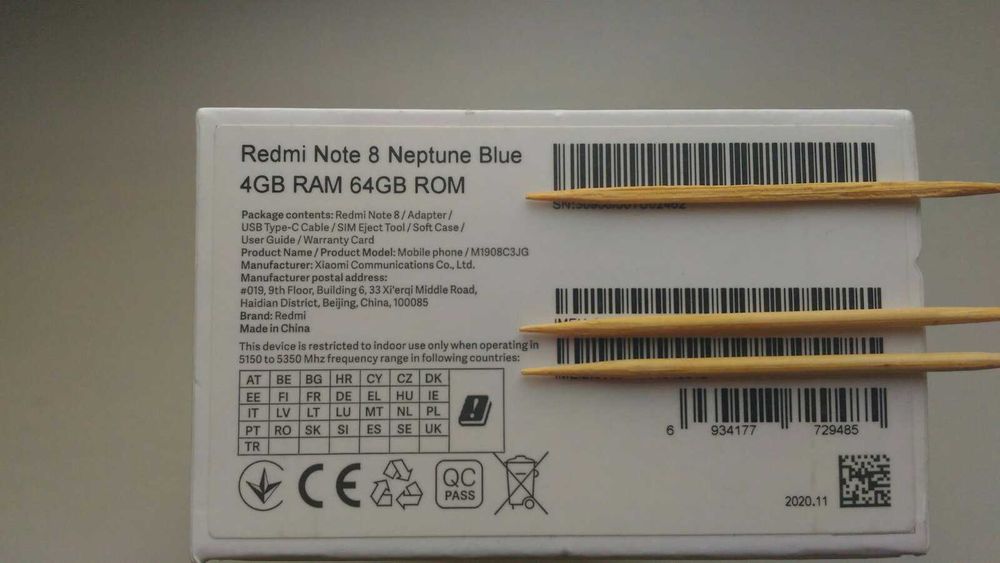 Redmi Note 8 Neptune Blue
4GB RAM 64GB ROM
Package contents: Redmi Note 8 / Adapter /
USB Type-C Cable / SIM Eject Tool / Soft Case /
User Guide / Warranty Card
Product Name / Product Model: Mobile phone / M1908C3JG
Manufacturer: Xiaomi Communications Co., Ltd.
Manufacturer postal address:
#019, 9th Floor, Building 6, 33 Xi'erqi Middle Road,
Haidian District, Beijing, China, 100085
Brand: Redmi
Made in China
This device is restricted to indoor use only when operating in
5150 to 5350 Mhz frequency range in following countries:
AT BE BG HR CY CZ DK
EE FI FR DE EL HU IE
IT LV LT LU MT NL PL
PT RO SK SI ES SE UK
TR
CE
QC
PASS
SN:
6 934177 729485
2020.11